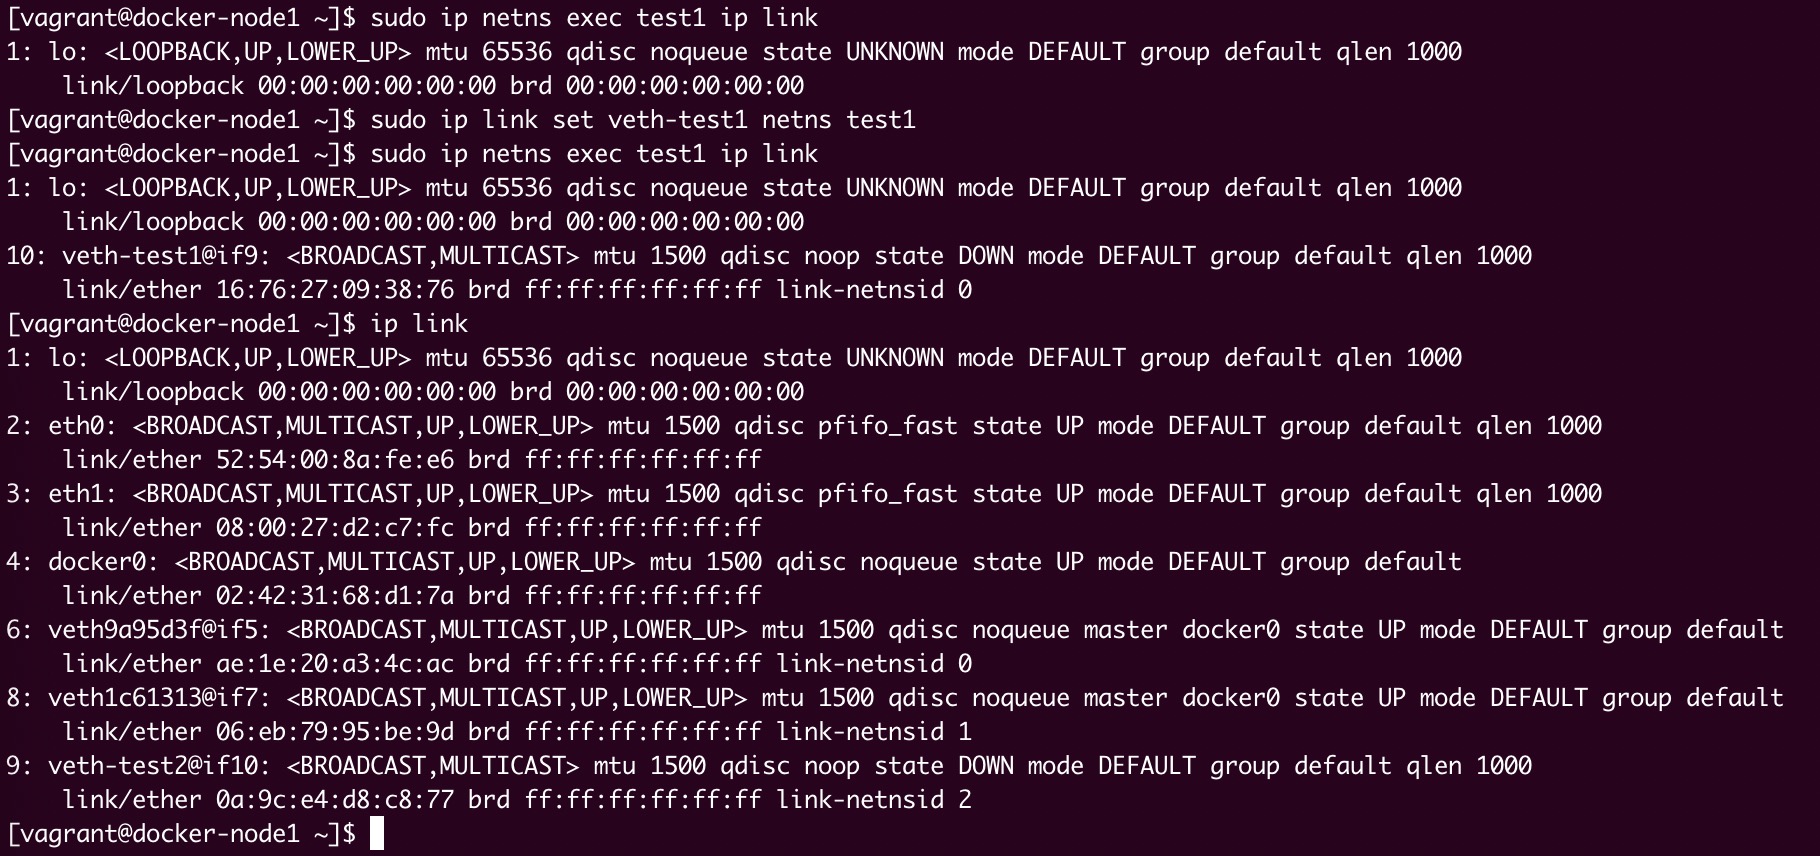 [vagrant@docker-node1 ~]$ sudo ip netns exec test1 ip link
1: lo: <LOOPBACK,UP,LOWER_UP> mtu 65536 qdisc noqueue state UNKNOWN mode DEFAULT group default qlen 1000
    link/loopback 00:00:00:00:00:00 brd 00:00:00:00:00:00
[vagrant@docker-node1 ~]$ sudo ip link set veth-test1 netns test1
[vagrant@docker-node1 ~]$ sudo ip netns exec test1 ip link
1: lo: <LOOPBACK,UP,LOWER_UP> mtu 65536 qdisc noqueue state UNKNOWN mode DEFAULT group default qlen 1000
    link/loopback 00:00:00:00:00:00 brd 00:00:00:00:00:00
10: veth-test1@if9: <BROADCAST,MULTICAST> mtu 1500 qdisc noop state DOWN mode DEFAULT group default qlen 1000
    link/ether 16:76:27:09:38:76 brd ff:ff:ff:ff:ff:ff link-netnsid 0
[vagrant@docker-node1 ~]$ ip link
1: lo: <LOOPBACK,UP,LOWER_UP> mtu 65536 qdisc noqueue state UNKNOWN mode DEFAULT group default qlen 1000
    link/loopback 00:00:00:00:00:00 brd 00:00:00:00:00:00
2: eth0: <BROADCAST,MULTICAST,UP,LOWER_UP> mtu 1500 qdisc pfifo_fast state UP mode DEFAULT group default qlen 1000
    link/ether 52:54:00:8a:fe:e6 brd ff:ff:ff:ff:ff:ff
3: eth1: <BROADCAST,MULTICAST,UP,LOWER_UP> mtu 1500 qdisc pfifo_fast state UP mode DEFAULT group default qlen 1000
    link/ether 08:00:27:d2:c7:fc brd ff:ff:ff:ff:ff:ff
4: docker0: <BROADCAST,MULTICAST,UP,LOWER_UP> mtu 1500 qdisc noqueue state UP mode DEFAULT group default
    link/ether 02:42:31:68:d1:7a brd ff:ff:ff:ff:ff:ff
6: veth9a95d3f@if5: <BROADCAST,MULTICAST,UP,LOWER_UP> mtu 1500 qdisc noqueue master docker0 state UP mode DEFAULT group default
    link/ether ae:1e:20:a3:4c:ac brd ff:ff:ff:ff:ff:ff link-netnsid 0
8: veth1c61313@if7: <BROADCAST,MULTICAST,UP,LOWER_UP> mtu 1500 qdisc noqueue master docker0 state UP mode DEFAULT group default
    link/ether 06:eb:79:95:be:9d brd ff:ff:ff:ff:ff:ff link-netnsid 1
9: veth-test2@if10: <BROADCAST,MULTICAST> mtu 1500 qdisc noop state DOWN mode DEFAULT group default qlen 1000
    link/ether 0a:9c:e4:d8:c8:77 brd ff:ff:ff:ff:ff:ff link-netnsid 2
[vagrant@docker-node1 ~]$